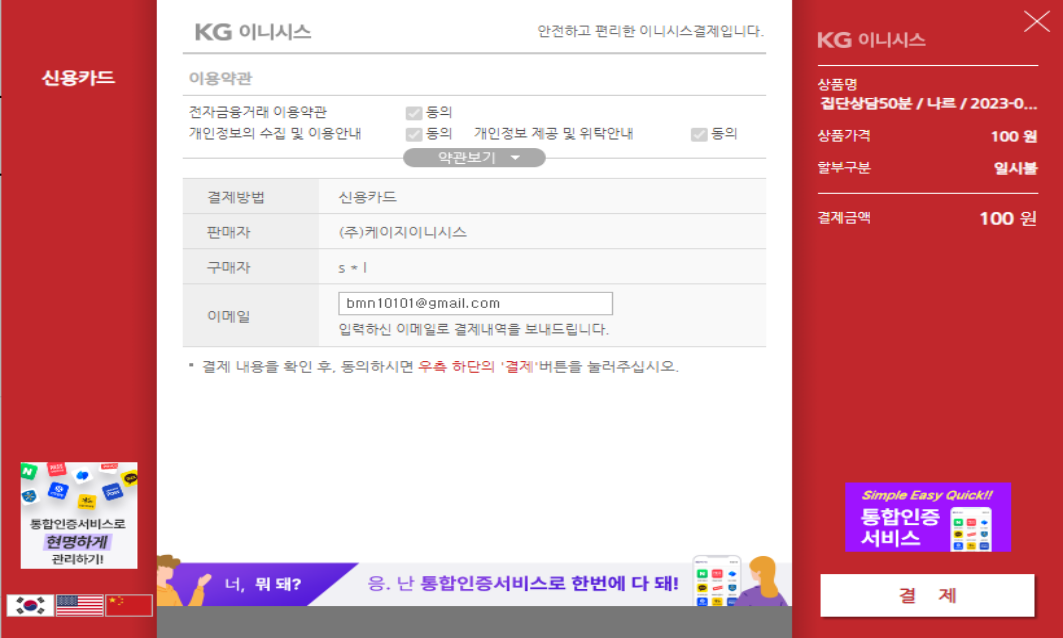 신용카드
KG 이니시스
안전하고 편리한 이니시스결제입니다.
이용약관
전자금융거래 이용약관 동의
개인정보의 수집 및 이용안내 동의 개인정보 제공 및 위탁안내 동의
약관보기
결제방법 신용카드
판매자 (주)케이지이니시스
구매자 s * l
이메일 bmn10101@gmail.com
입력하신 이메일로 결제내역을 보내드립니다.
결제 내용을 확인 후, 동의하시면 우측 하단의 '결제'버튼을 눌러주십시오.
통합인증서비스로
현명하게
관리하기!
너, 뭐 돼? 응. 난 통합인증서비스로 한번에 다 돼!
KG 이니시스
상품명
집단상담50분 / 나르 / 2023-0...
상품가격 100 원
할부구분 일시불
결제금액 100 원
Simple Easy Quick!!
통합인증
서비스
결 제